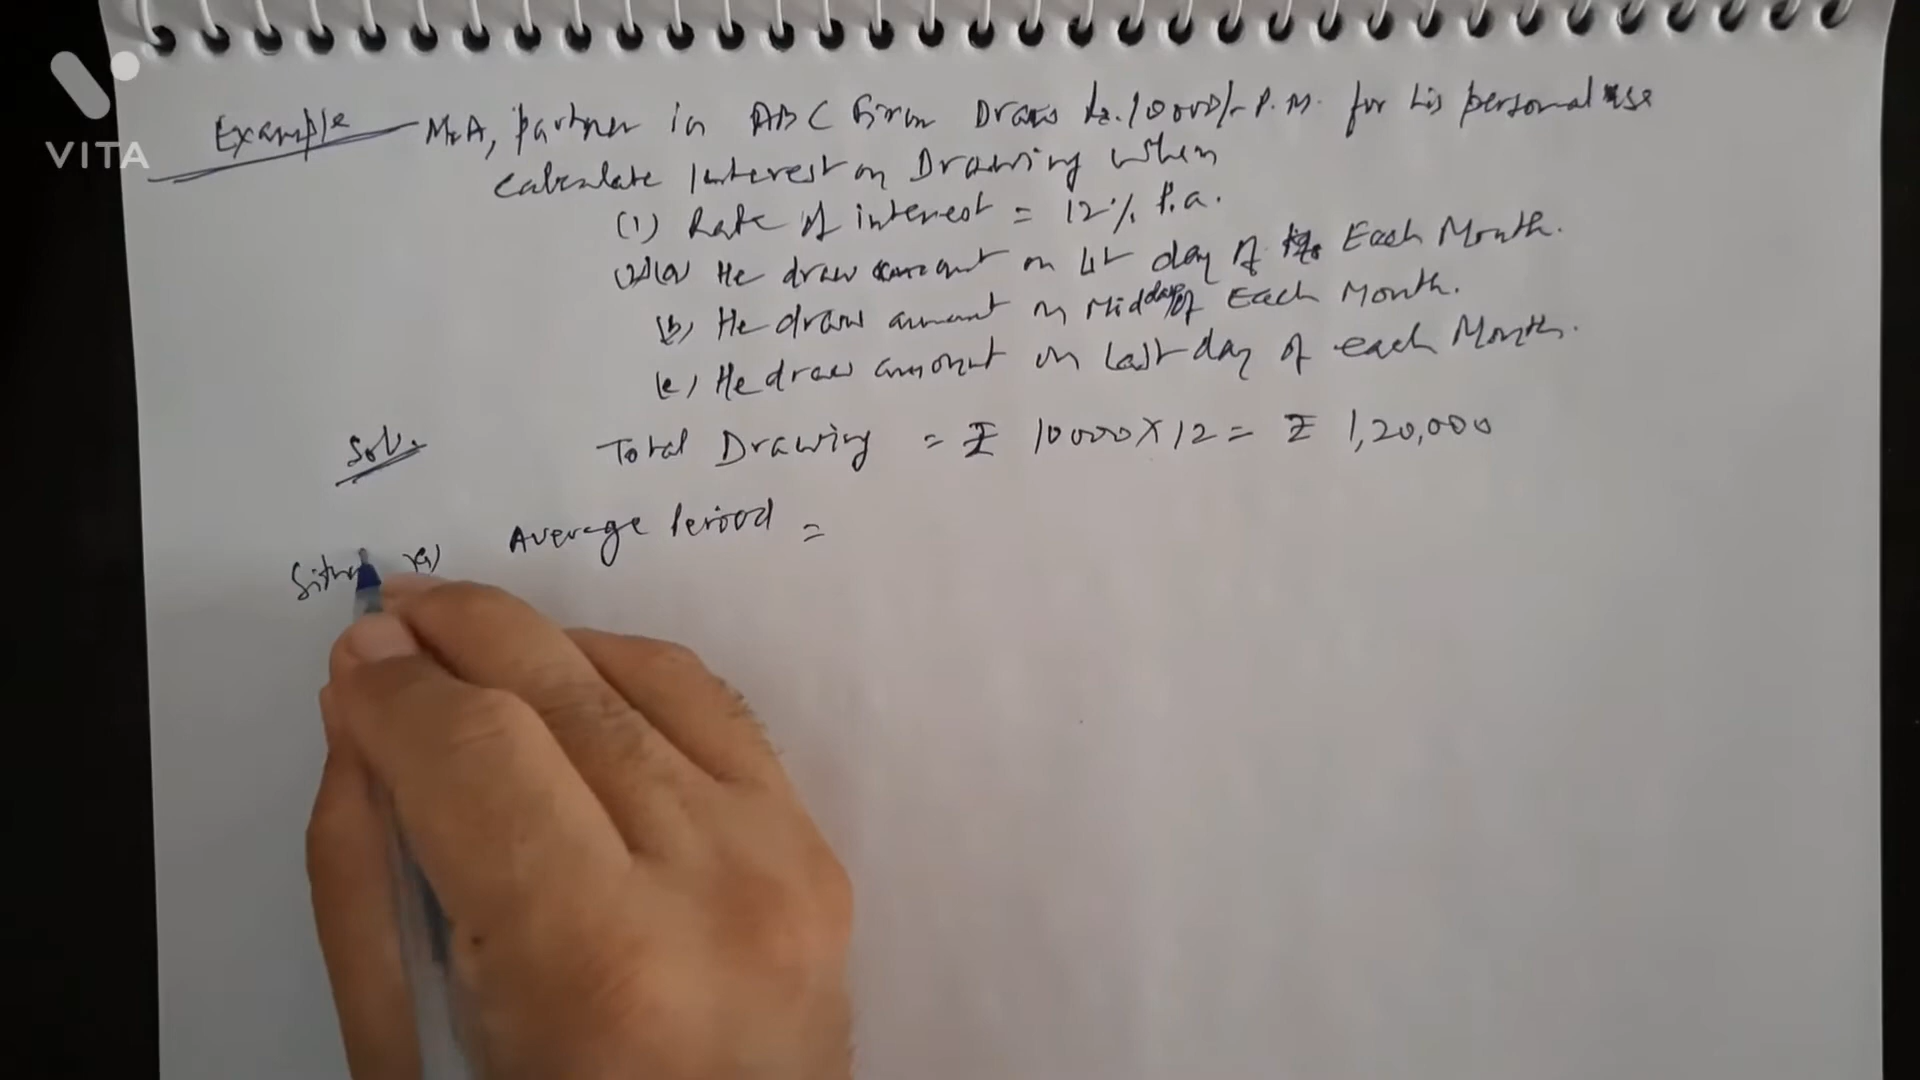 VITA
Example - Mr A, partner in ABC Firm Draws Rs. 10000/- P.M. for his personal use
Calculate Interest on Drawing when
(1) Rate of interest = 12% P.a.
(2) (a) He draw amount on 1st day of Each Month.
(b) He draw amount on Mid day of Each Month.
(c) He draw amount on last day of each Month.
Sol. Total Drawing = ₹ 10000 X 12 = ₹ 1,20,000
(a) Average Period =